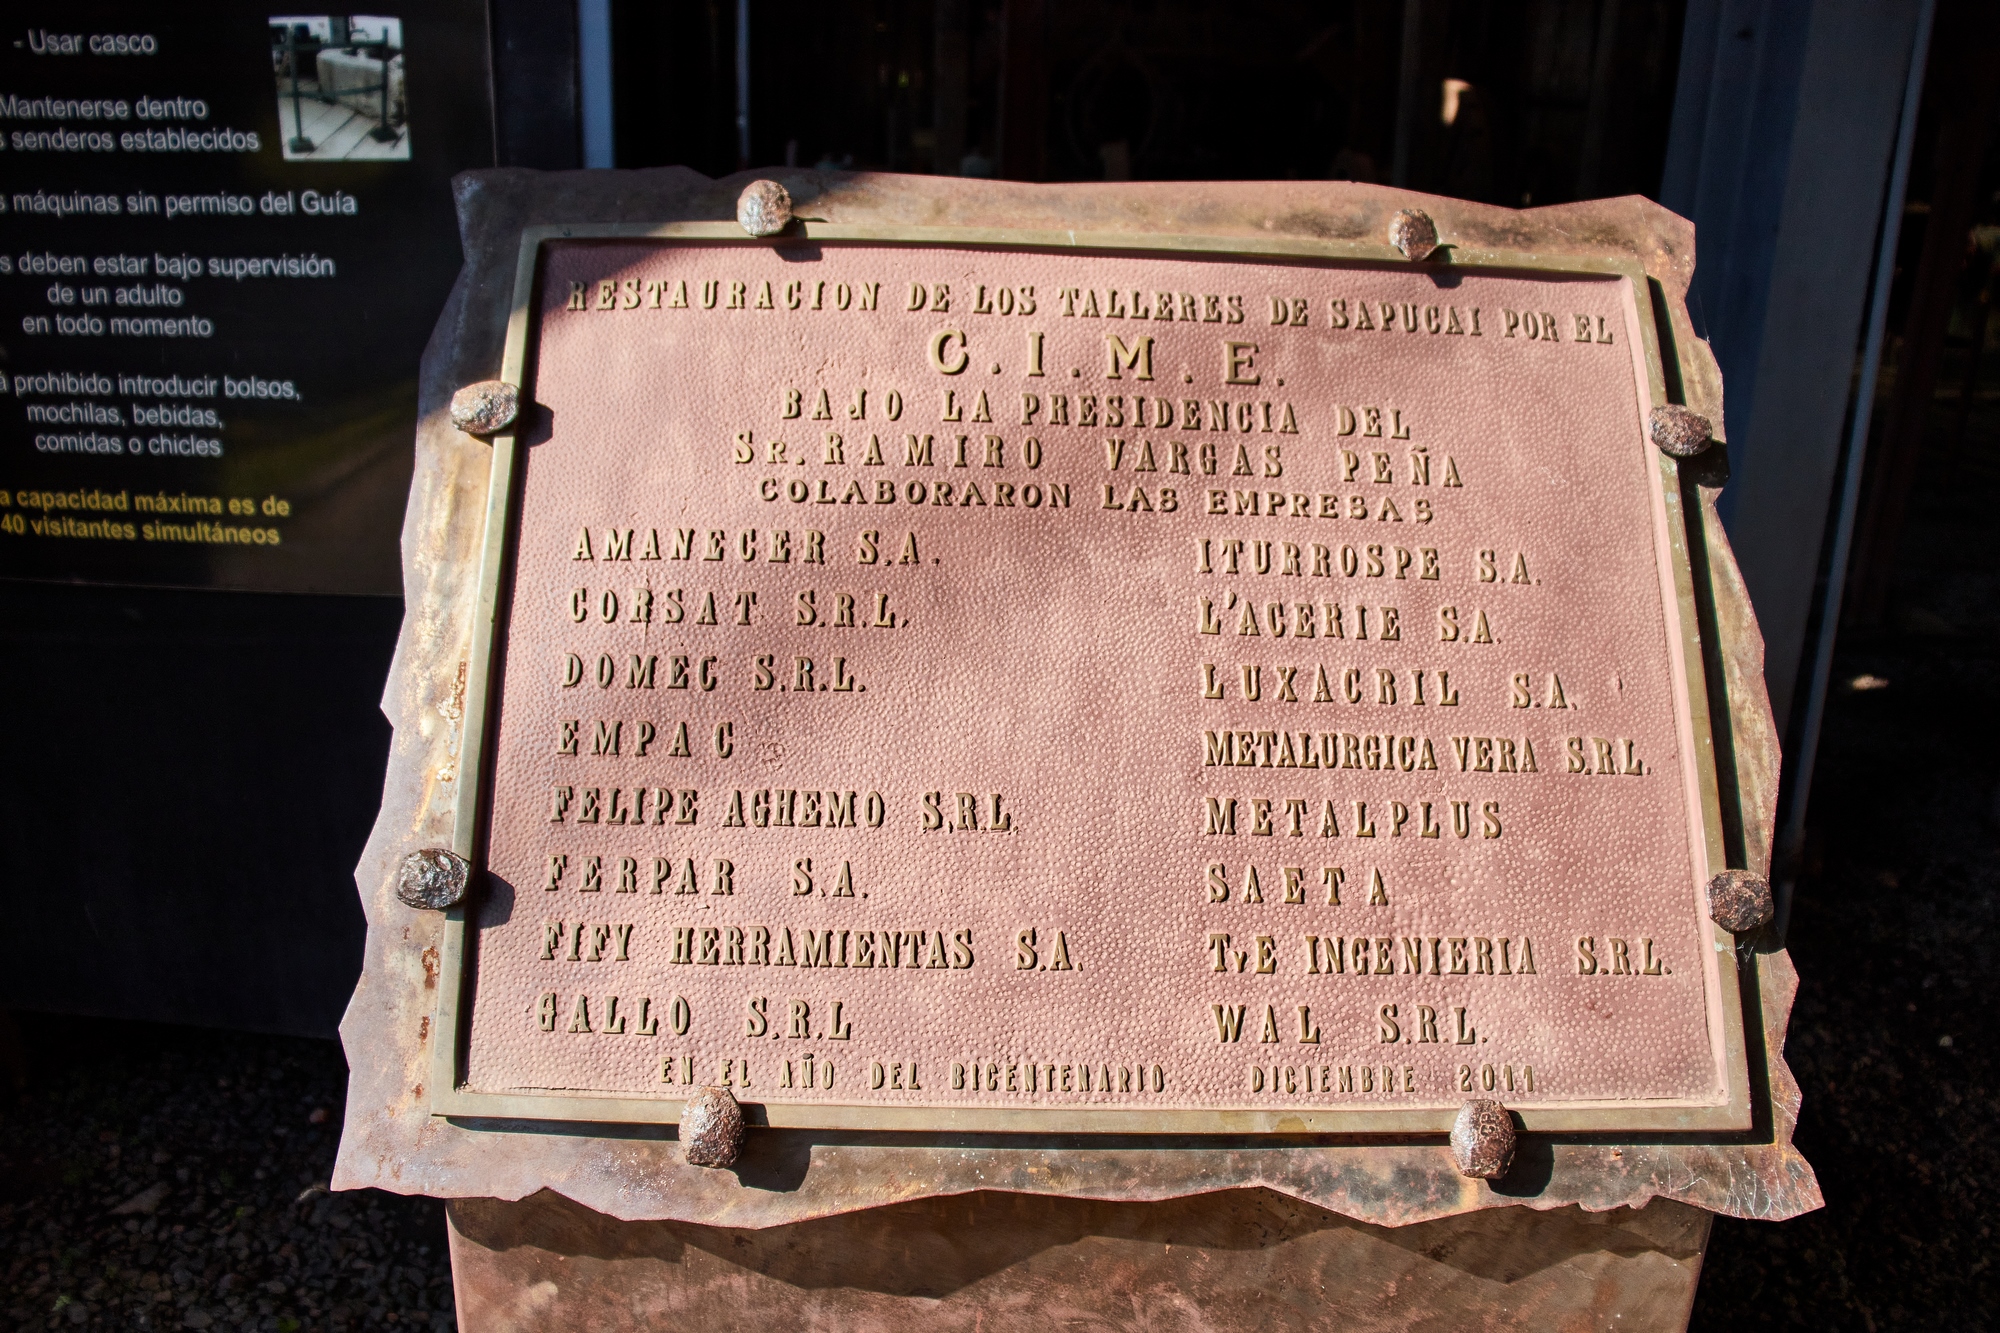 - Usar casco
Mantenerse dentro
senderos establecidos
máquinas sin permiso del Guía
deben estar bajo supervisión
de un adulto
en todo momento
prohibido introducir bolsos,
mochilas, bebidas,
comidas o chicles
a capacidad máxima es de
40 visitantes simultáneos
RESTAURACION DE LOS TALLERES DE SAPUCAI POR EL
C.I.M.E.
BAJO LA PRESIDENCIA DEL
SR. RAMIRO VARGAS PEÑA
COLABORARON LAS EMPRESAS
AMANECER S.A.
CORSAT S.R.L.
DOMEC S.R.L.
EMPAC
FELIPE AGHEMO S.R.L.
FERPAR S.A.
FIFY HERRAMIENTAS S.A.
GALLO S.R.L
ITURROSPE S.A.
L'ACERIE S.A.
LUXACRIL S.A.
METALURGICA VERA S.R.L.
METALPLUS
SAETA
TyE INGENIERIA S.R.L.
WAL S.R.L.
EN EL AÑO DEL BICENTENARIO DICIEMBRE 2011